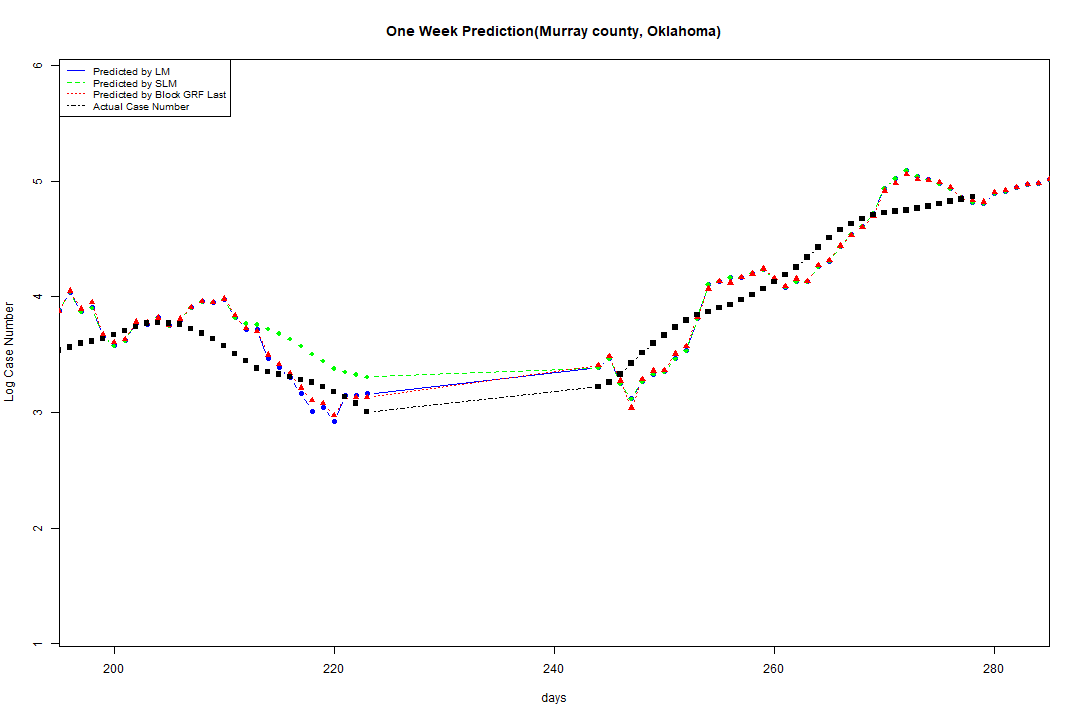 One Week Prediction(Murray county, Oklahoma)
Predicted by LM
Predicted by SLM
Predicted by Block GRF Last
Actual Case Number
6
5
4
3
2
1
Log Case Number
200
220
240
260
280
days